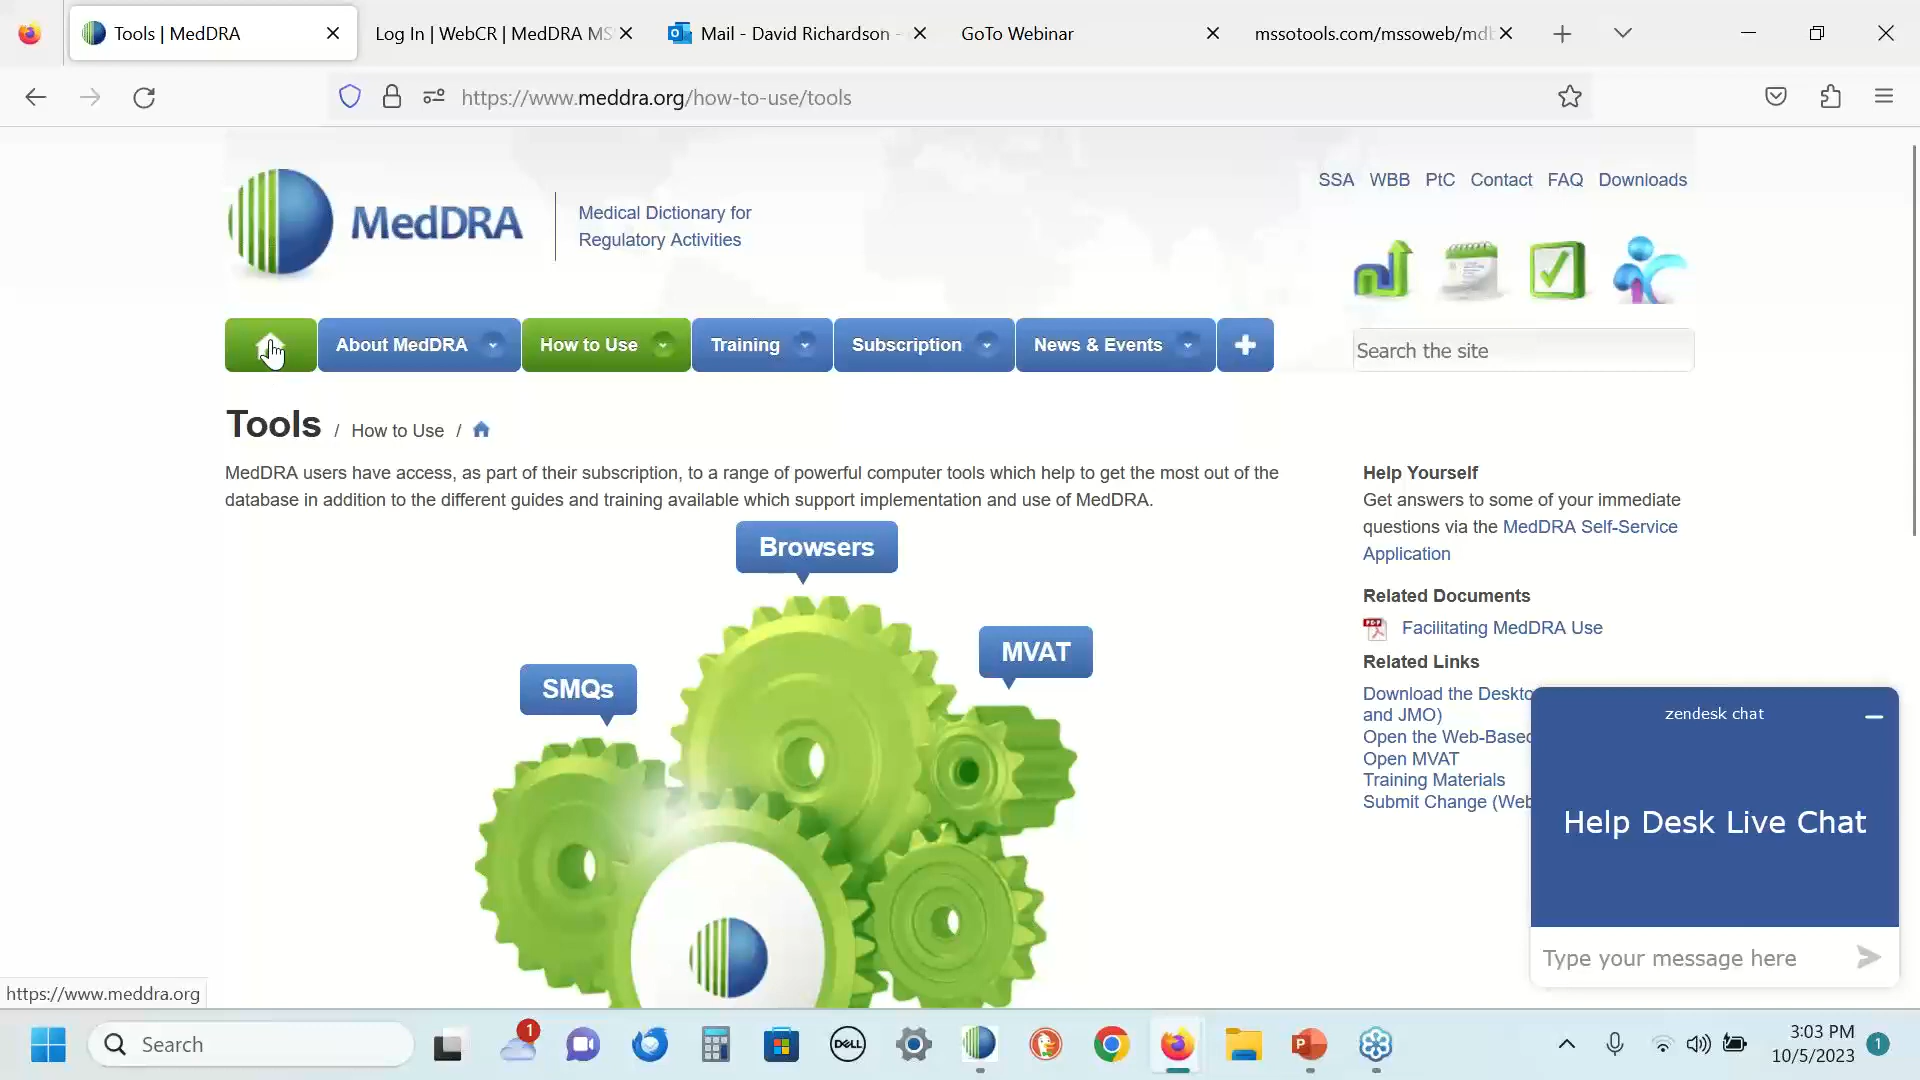 Tools | MedDRA
Log In | WebCR | MedDRA MS
Mail - David Richardson -
GoTo Webinar
mssotools.com/mssoweb/mdb
https://www.meddra.org/how-to-use/tools
SSA WBB PtC Contact FAQ Downloads
MedDRA
Medical Dictionary for
Regulatory Activities
About MedDRA
How to Use
Training
Subscription
News & Events
Search the site
Tools / How to Use /
MedDRA users have access, as part of their subscription, to a range of powerful computer tools which help to get the most out of the
database in addition to the different guides and training available which support implementation and use of MedDRA.
Browsers
MVAT
SMQs
Help Yourself
Get answers to some of your immediate
questions via the MedDRA Self-Service
Application
Related Documents
PDF
Facilitating MedDRA Use
Related Links
Download the Deskto
and JMO)
Open the Web-Based
Open MVAT
Training Materials
Submit Change (Web
zendesk chat
Help Desk Live Chat
Type your message here
https://www.meddra.org
Search
1
DELL
P
3:03 PM
10/5/2023
1